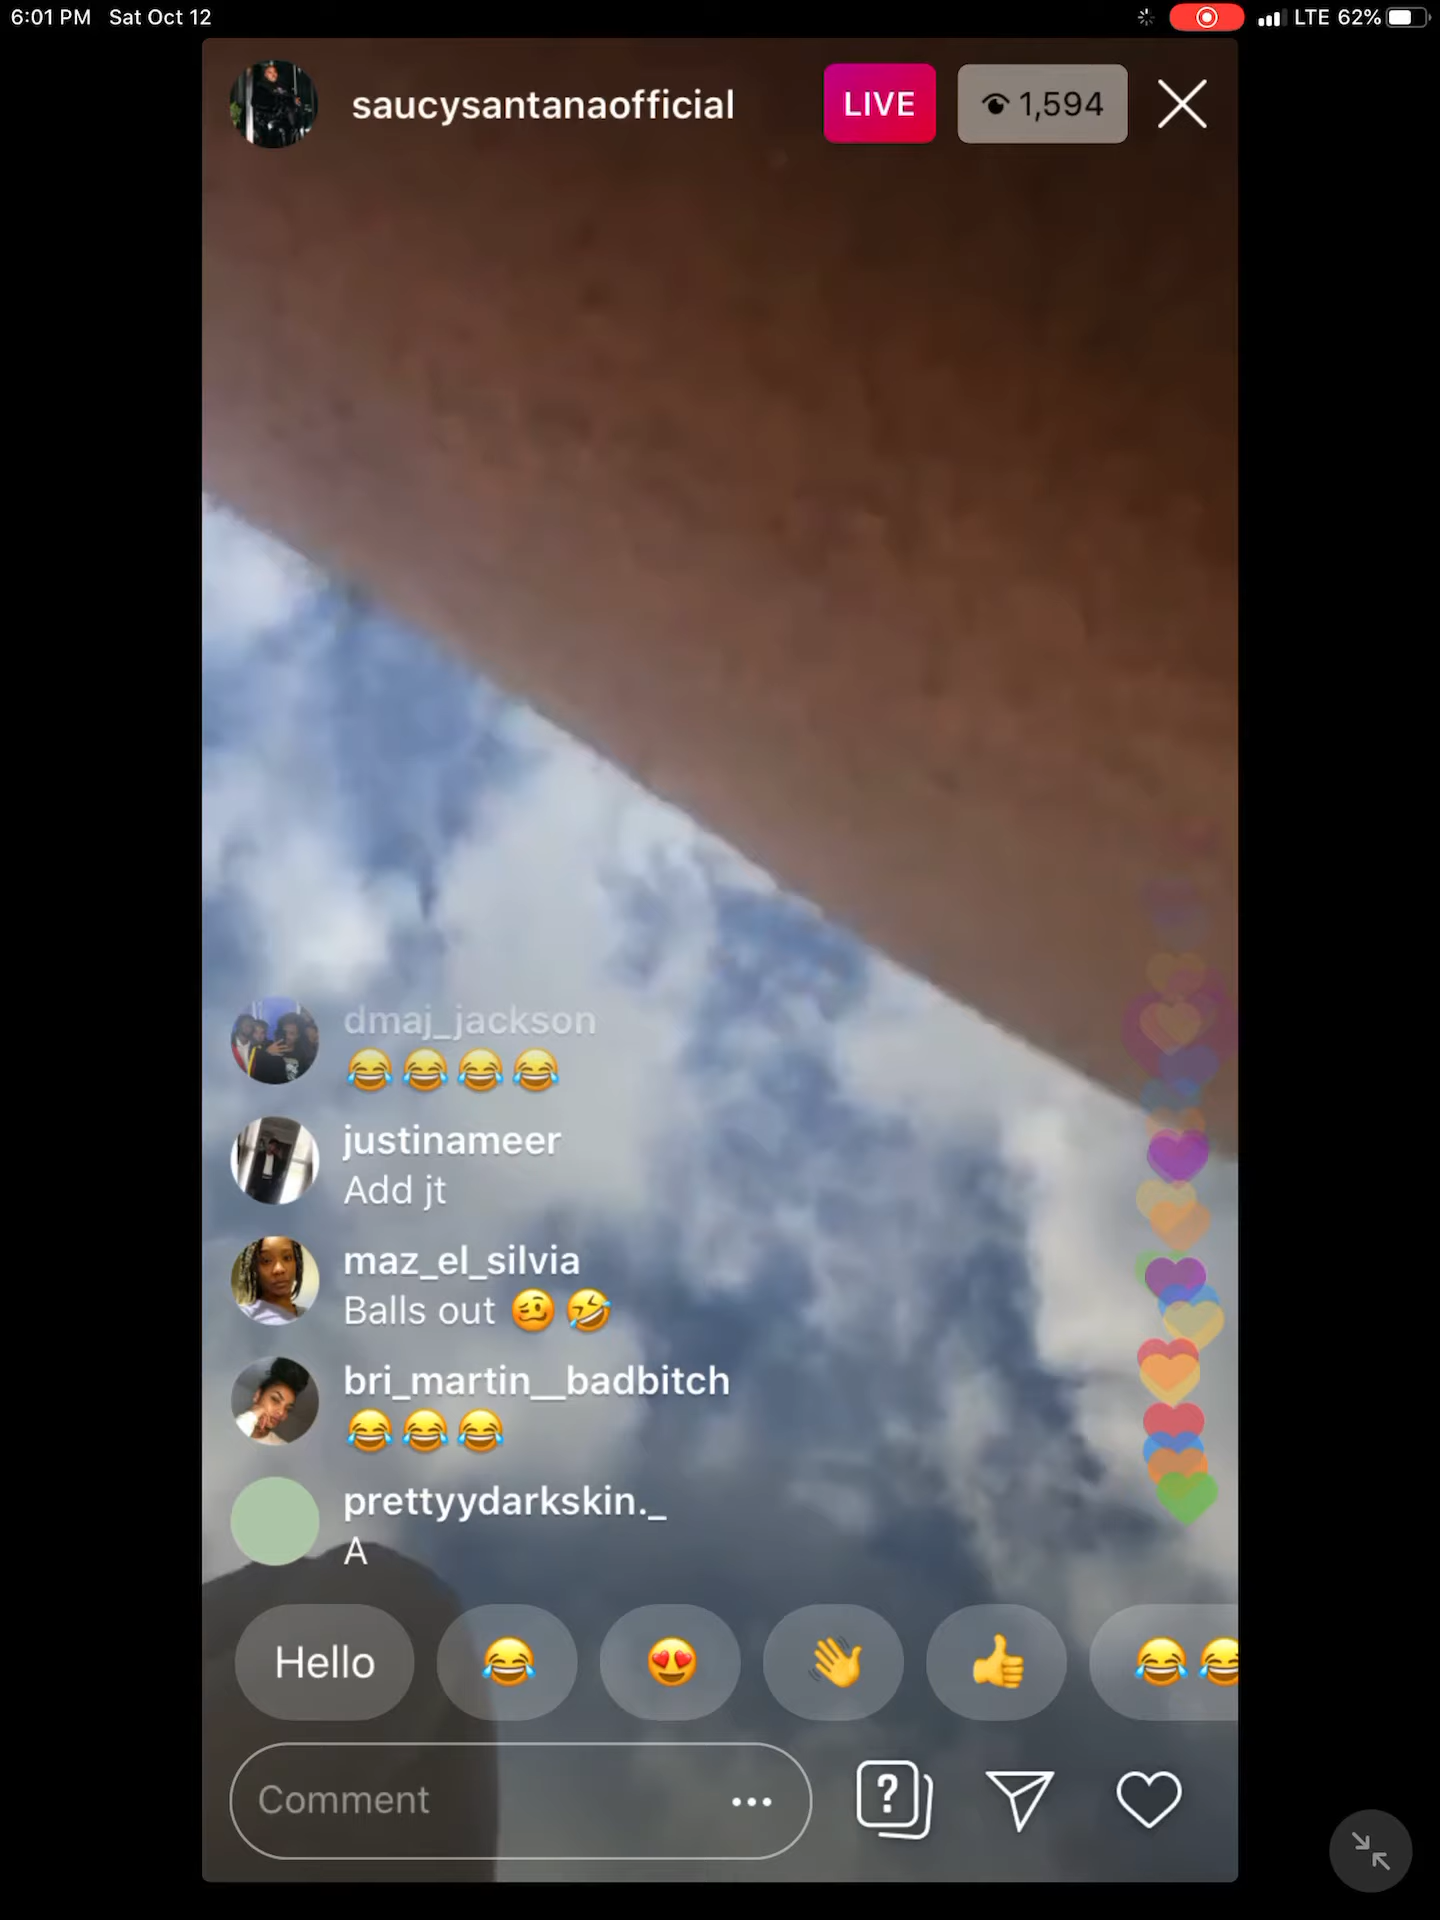 6:01 PM Sat Oct 12
LTE 62%
saucysantanaofficial
LIVE
1,594
dmaj_jackson
😂😂😂😂
justinameer
Add jt
maz_el_silvia
Balls out 🥴🤣
bri_martin__badbitch
😂😂😂
prettyydarkskin._
A
Hello 😂 😍 👋 👍 😂😂
Comment